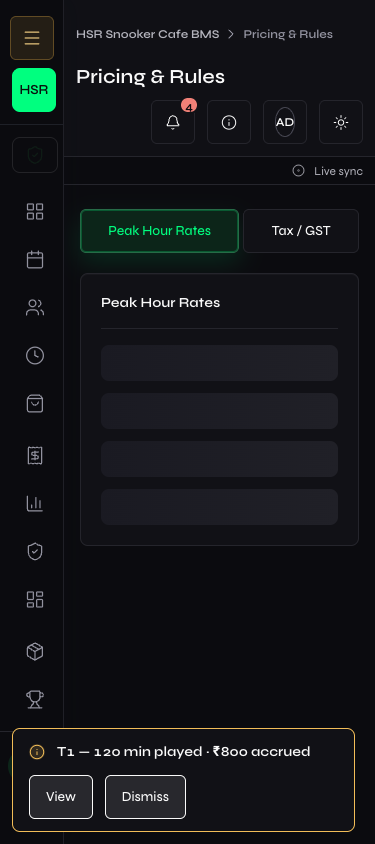 HSR Snooker Cafe BMS > Pricing & Rules
HSR
Pricing & Rules
4
AD
Live sync
Peak Hour Rates
Tax / GST
Peak Hour Rates
T1 — 120 min played · ₹800 accrued
View
Dismiss